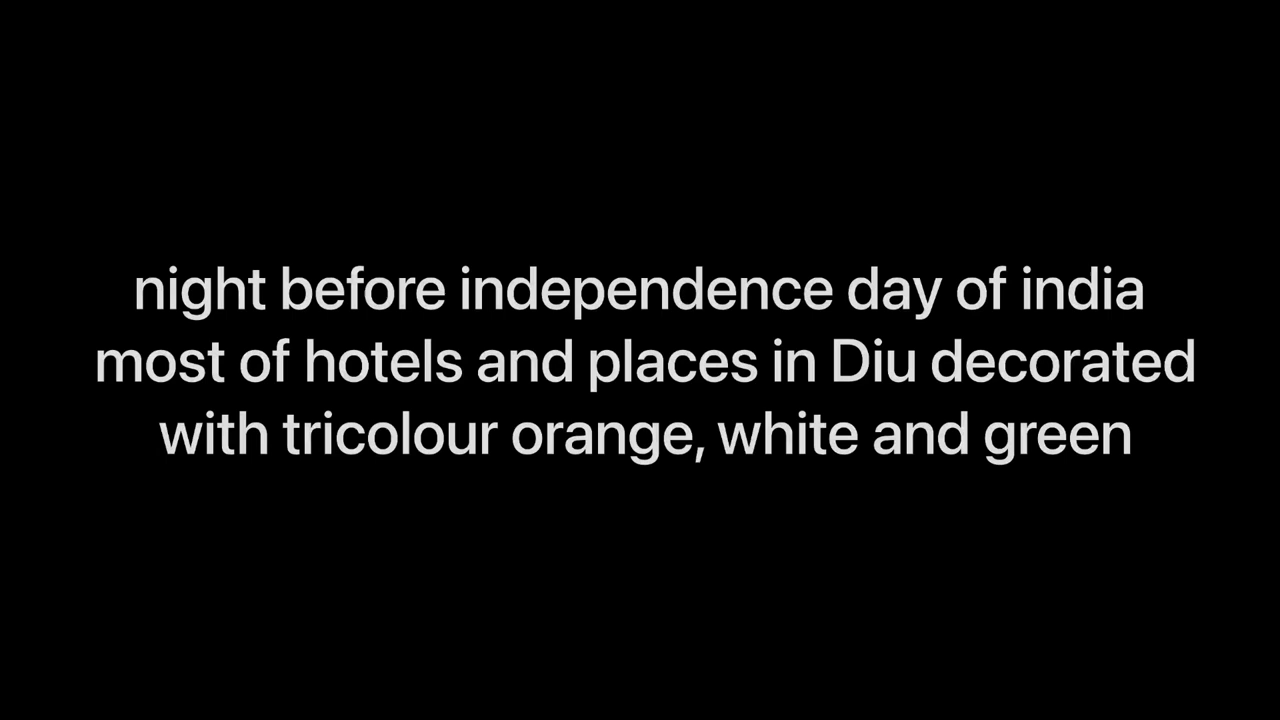 night before independence day of india
most of hotels and places in Diu decorated
with tricolour orange, white and green